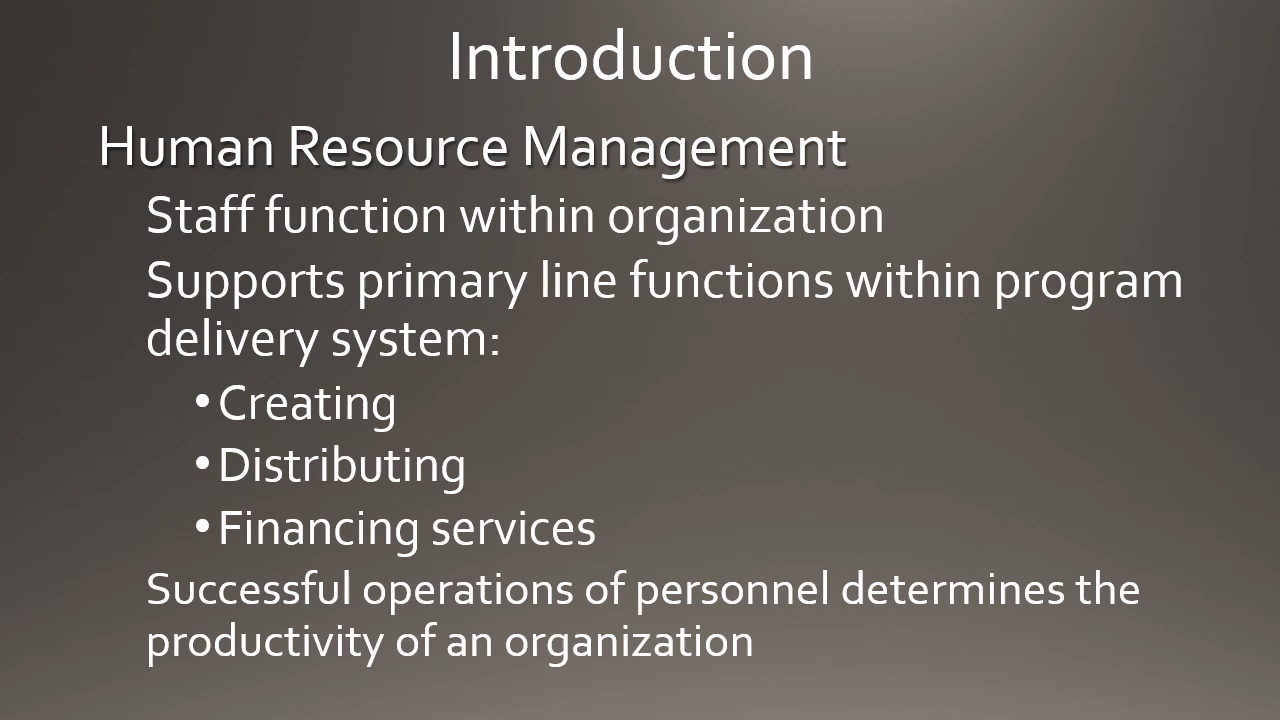 Introduction
Human Resource Management
Staff function within organization
Supports primary line functions within program
delivery system:
• Creating
• Distributing
• Financing services
Successful operations of personnel determines the
productivity of an organization